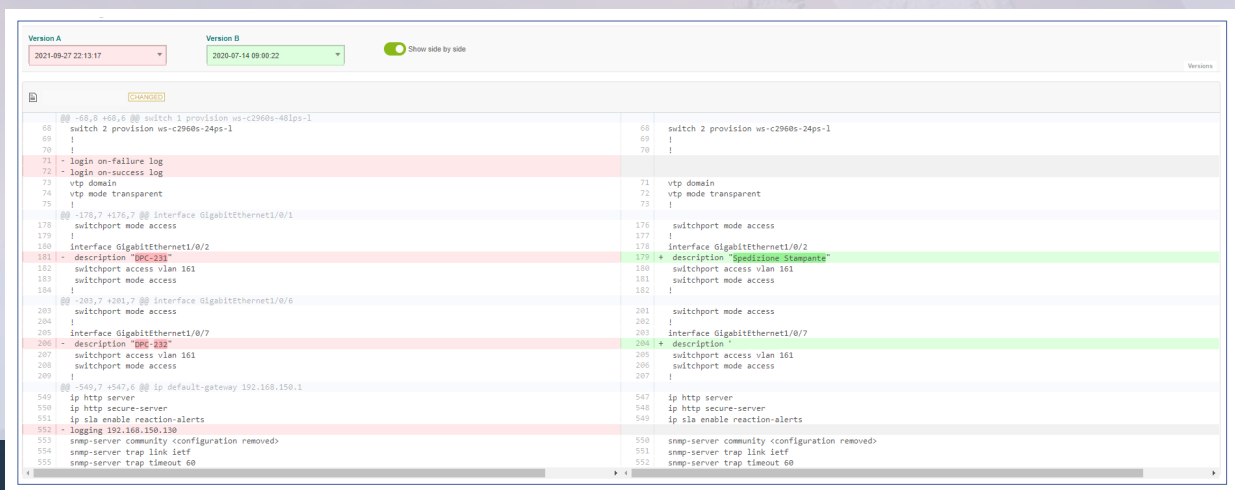 Version A
Version B
2021-09-27 22:13:17
2020-07-14 09:00:22
Show side by side
Versions
CHANGED
@@ -68,8 +68,6 @@ switch 1 provision ws-c2960s-48lps-l
68 switch 2 provision ws-c2960s-24ps-l
69 !
70 !
71 - login on-failure log
72 - login on-success log
73 vtp domain
74 vtp mode transparent
75 !
@@ -178,7 +176,7 @@ interface GigabitEthernet1/0/1
178 switchport mode access
179 !
180 interface GigabitEthernet1/0/2
181 - description "DPC-231"
182 switchport access vlan 161
183 switchport mode access
184 !
@@ -203,7 +201,7 @@ interface GigabitEthernet1/0/6
203 switchport mode access
204 !
205 interface GigabitEthernet1/0/7
206 - description "DPC-232"
207 switchport access vlan 161
208 switchport mode access
209 !
@@ -549,7 +547,6 @@ ip default-gateway 192.168.150.1
549 ip http server
550 ip http secure-server
551 ip sla enable reaction-alerts
552 - logging 192.168.150.130
553 snmp-server community <configuration removed>
554 snmp-server trap link ietf
555 snmp-server trap timeout 60
68 switch 2 provision ws-c2960s-24ps-l
69 !
70 !
71 vtp domain
72 vtp mode transparent
73 !
176 switchport mode access
177 !
178 interface GigabitEthernet1/0/2
179 + description "Spedizione Stampante"
180 switchport access vlan 161
181 switchport mode access
182 !
201 switchport mode access
202 !
203 interface GigabitEthernet1/0/7
204 + description '
205 switchport access vlan 161
206 switchport mode access
207 !
547 ip http server
548 ip http secure-server
549 ip sla enable reaction-alerts
550 snmp-server community <configuration removed>
551 snmp-server trap link ietf
552 snmp-server trap timeout 60